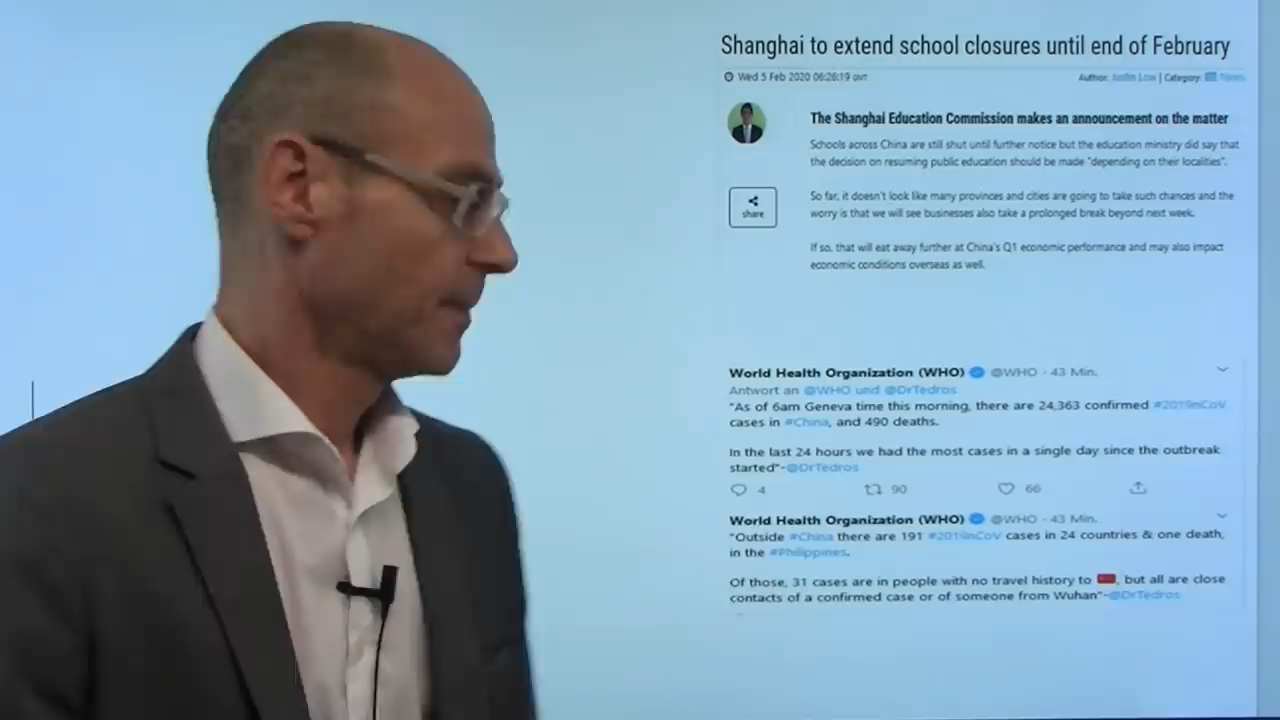 Shanghai to extend school closures until end of February
Wed 5 Feb 2020 06:26:19 GMT
Author: Justin Low | Category: News
The Shanghai Education Commission makes an announcement on the matter
Schools across China are still shut until further notice but the education ministry did say that
the decision on resuming public education should be made "depending on their localities".
share
So far, it doesn't look like many provinces and cities are going to take such chances and the
worry is that we will see businesses also take a prolonged break beyond next week.
If so, that will eat away further at China's Q1 economic performance and may also impact
economic conditions overseas as well.
World Health Organization (WHO) @WHO · 43 Min.
Antwort an @WHO und @DrTedros
"As of 6am Geneva time this morning, there are 24,363 confirmed #2019nCoV
cases in #China, and 490 deaths.
In the last 24 hours we had the most cases in a single day since the outbreak
started"-@DrTedros
4 90 66
World Health Organization (WHO) @WHO · 43 Min.
"Outside #China there are 191 #2019nCoV cases in 24 countries & one death,
in the #Philippines.
Of those, 31 cases are in people with no travel history to 🇨🇳, but all are close
contacts of a confirmed case or of someone from Wuhan"-@DrTedros